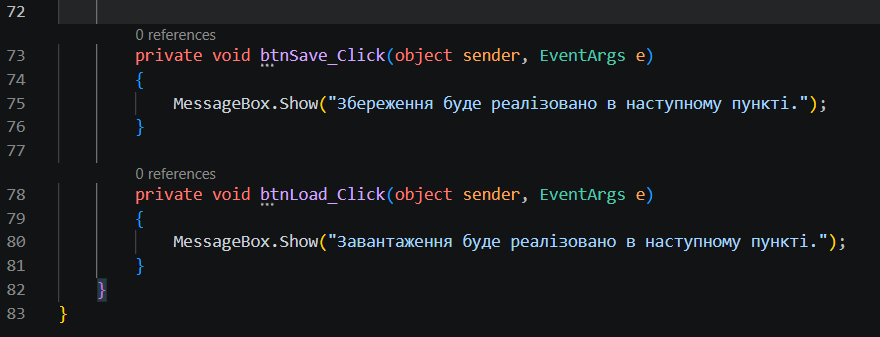 72
0 references
73 private void btnSave_Click(object sender, EventArgs e)
74 {
75 MessageBox.Show("Збереження буде реалізовано в наступному пункті.");
76 }
77
0 references
78 private void btnLoad_Click(object sender, EventArgs e)
79 {
80 MessageBox.Show("Завантаження буде реалізовано в наступному пункті.");
81 }
82 }
83 }